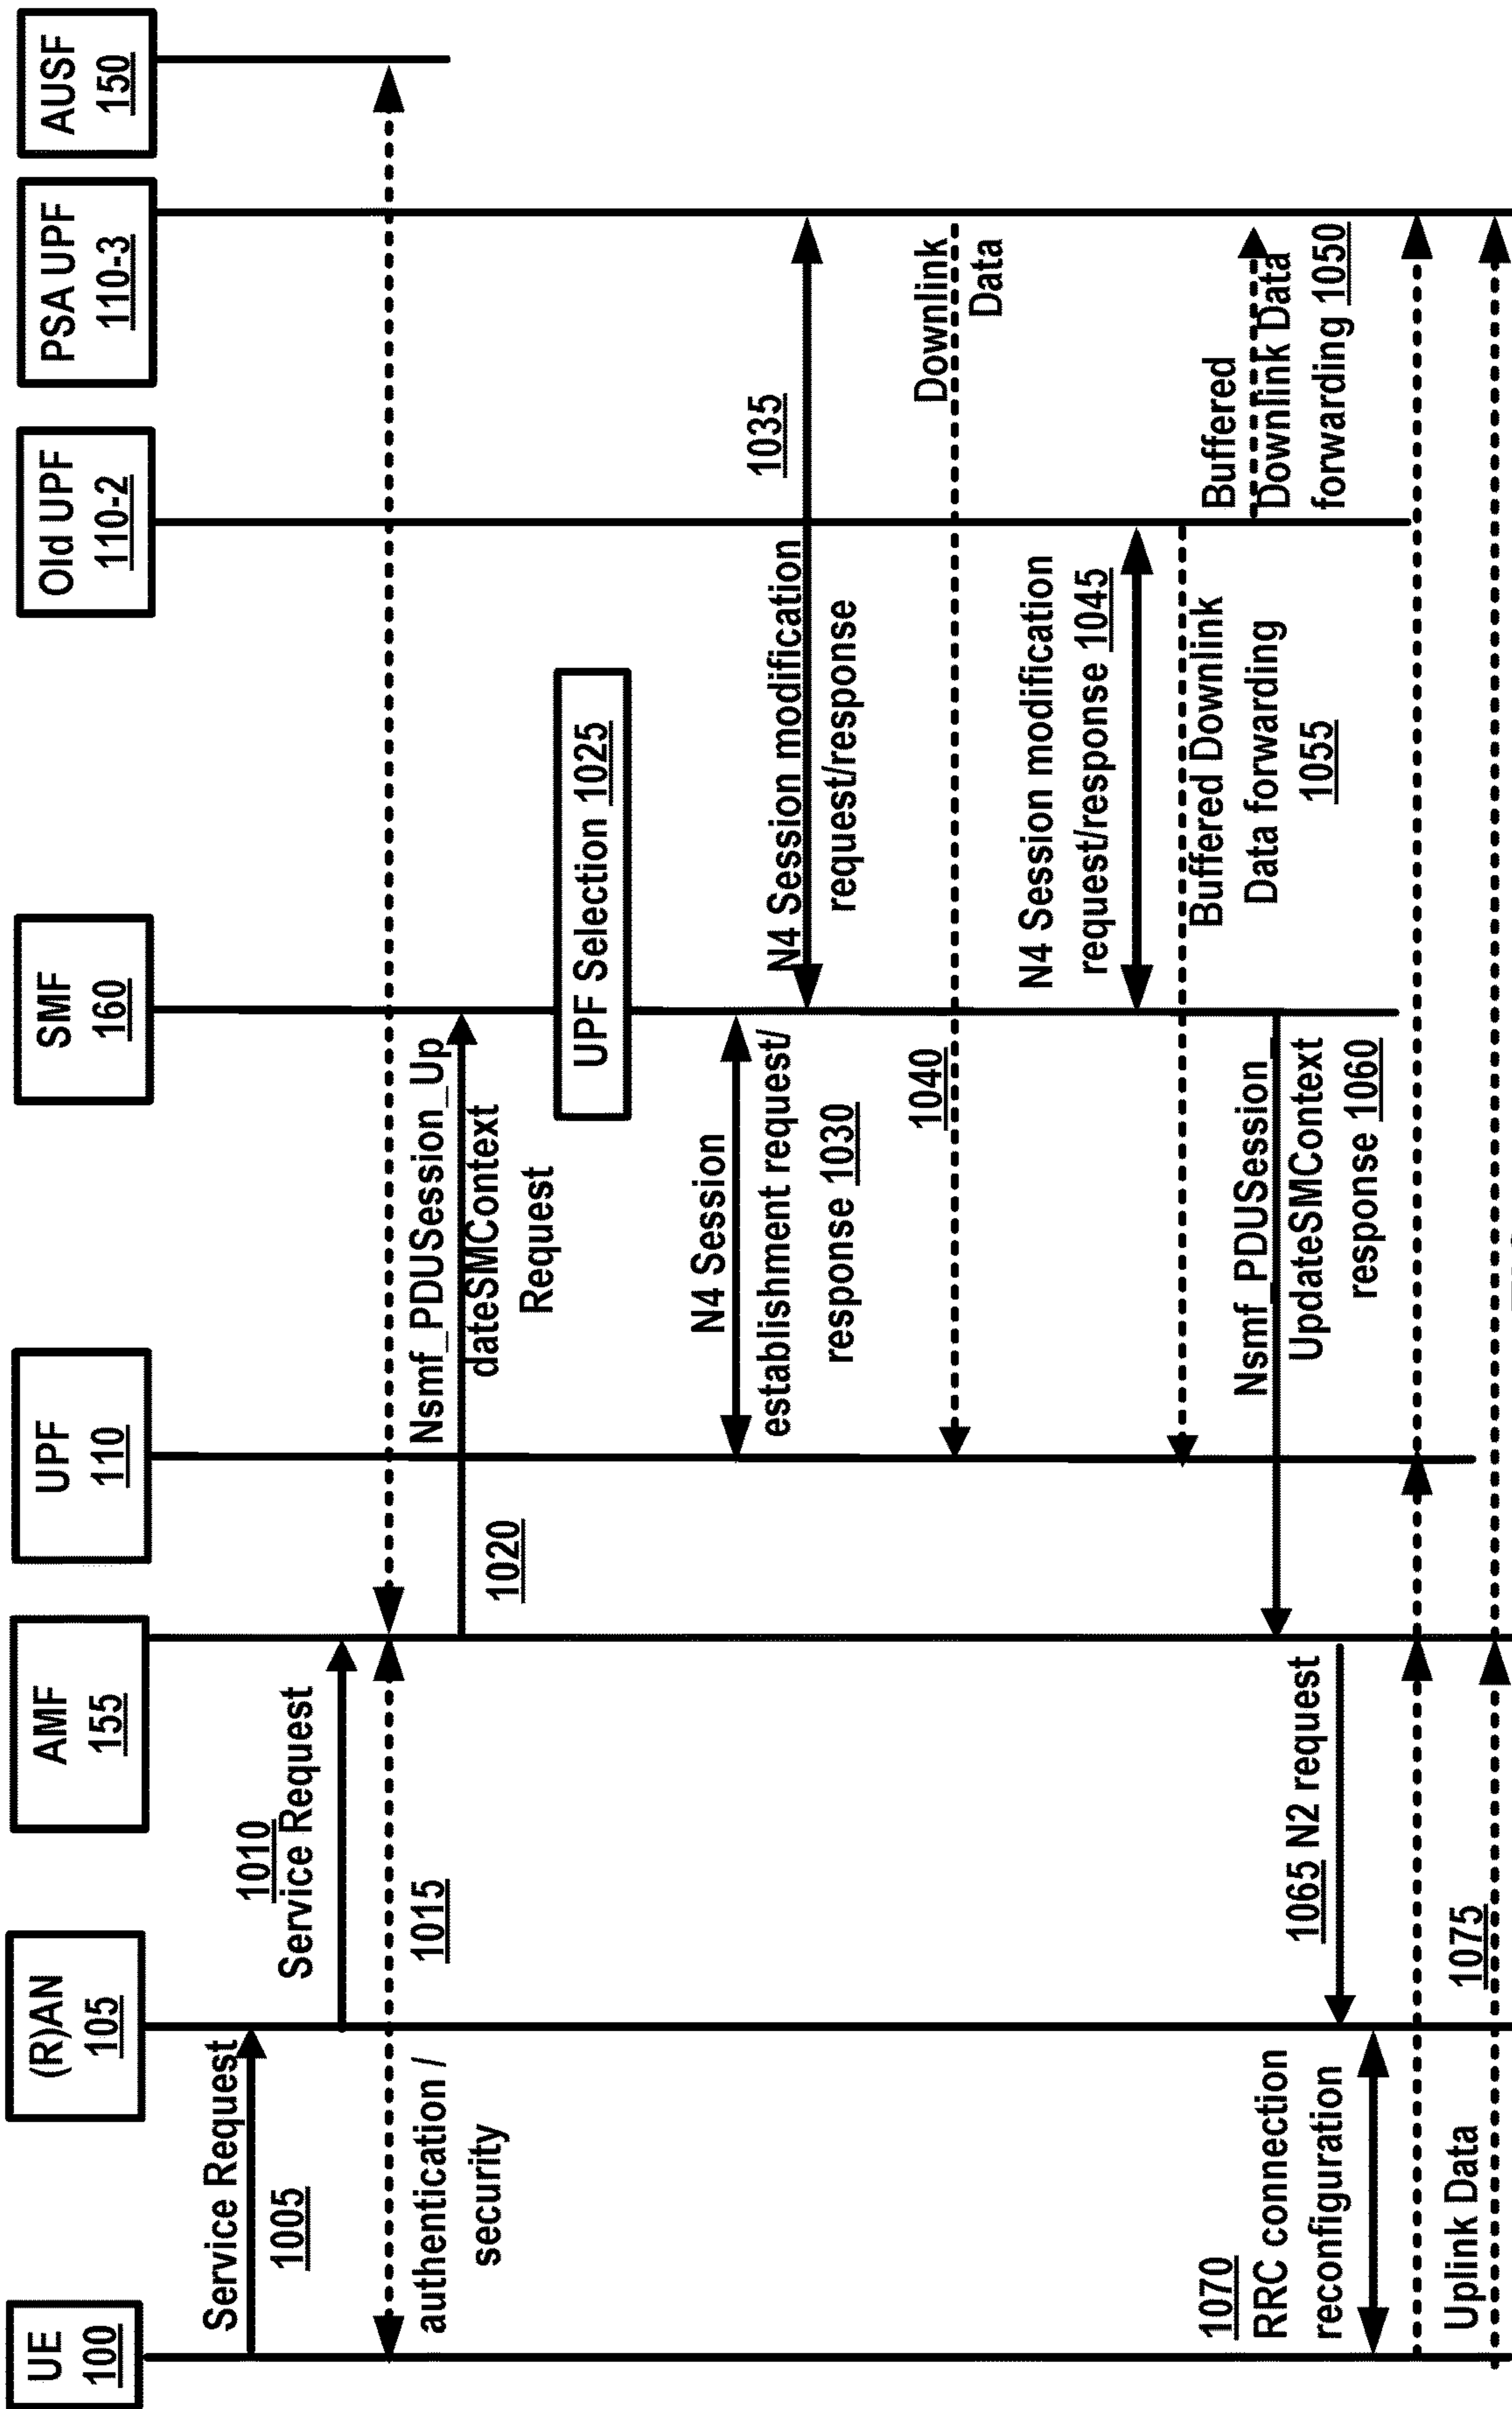 UE
100
(R)AN
105
AMF
155
UPF
110
SMF
160
Old UPF
110-2
PSA UPF
110-3
AUSF
150
Service Request
1005
1010
Service Request
authentication /
security
1015
Nsmf_PDUSession_Up
dateSMContext
Request
1020
UPF Selection 1025
N4 Session
establishment request/
response 1030
N4 Session modification
request/response
1035
1040
Downlink
Data
N4 Session modification
request/response 1045
Buffered Downlink
Data forwarding
1055
Buffered
Downlink Data
forwarding 1050
Nsmf_PDUSession_
UpdateSMContext
response 1060
1065 N2 request
1070
RRC connection
reconfiguration
Uplink Data
1075